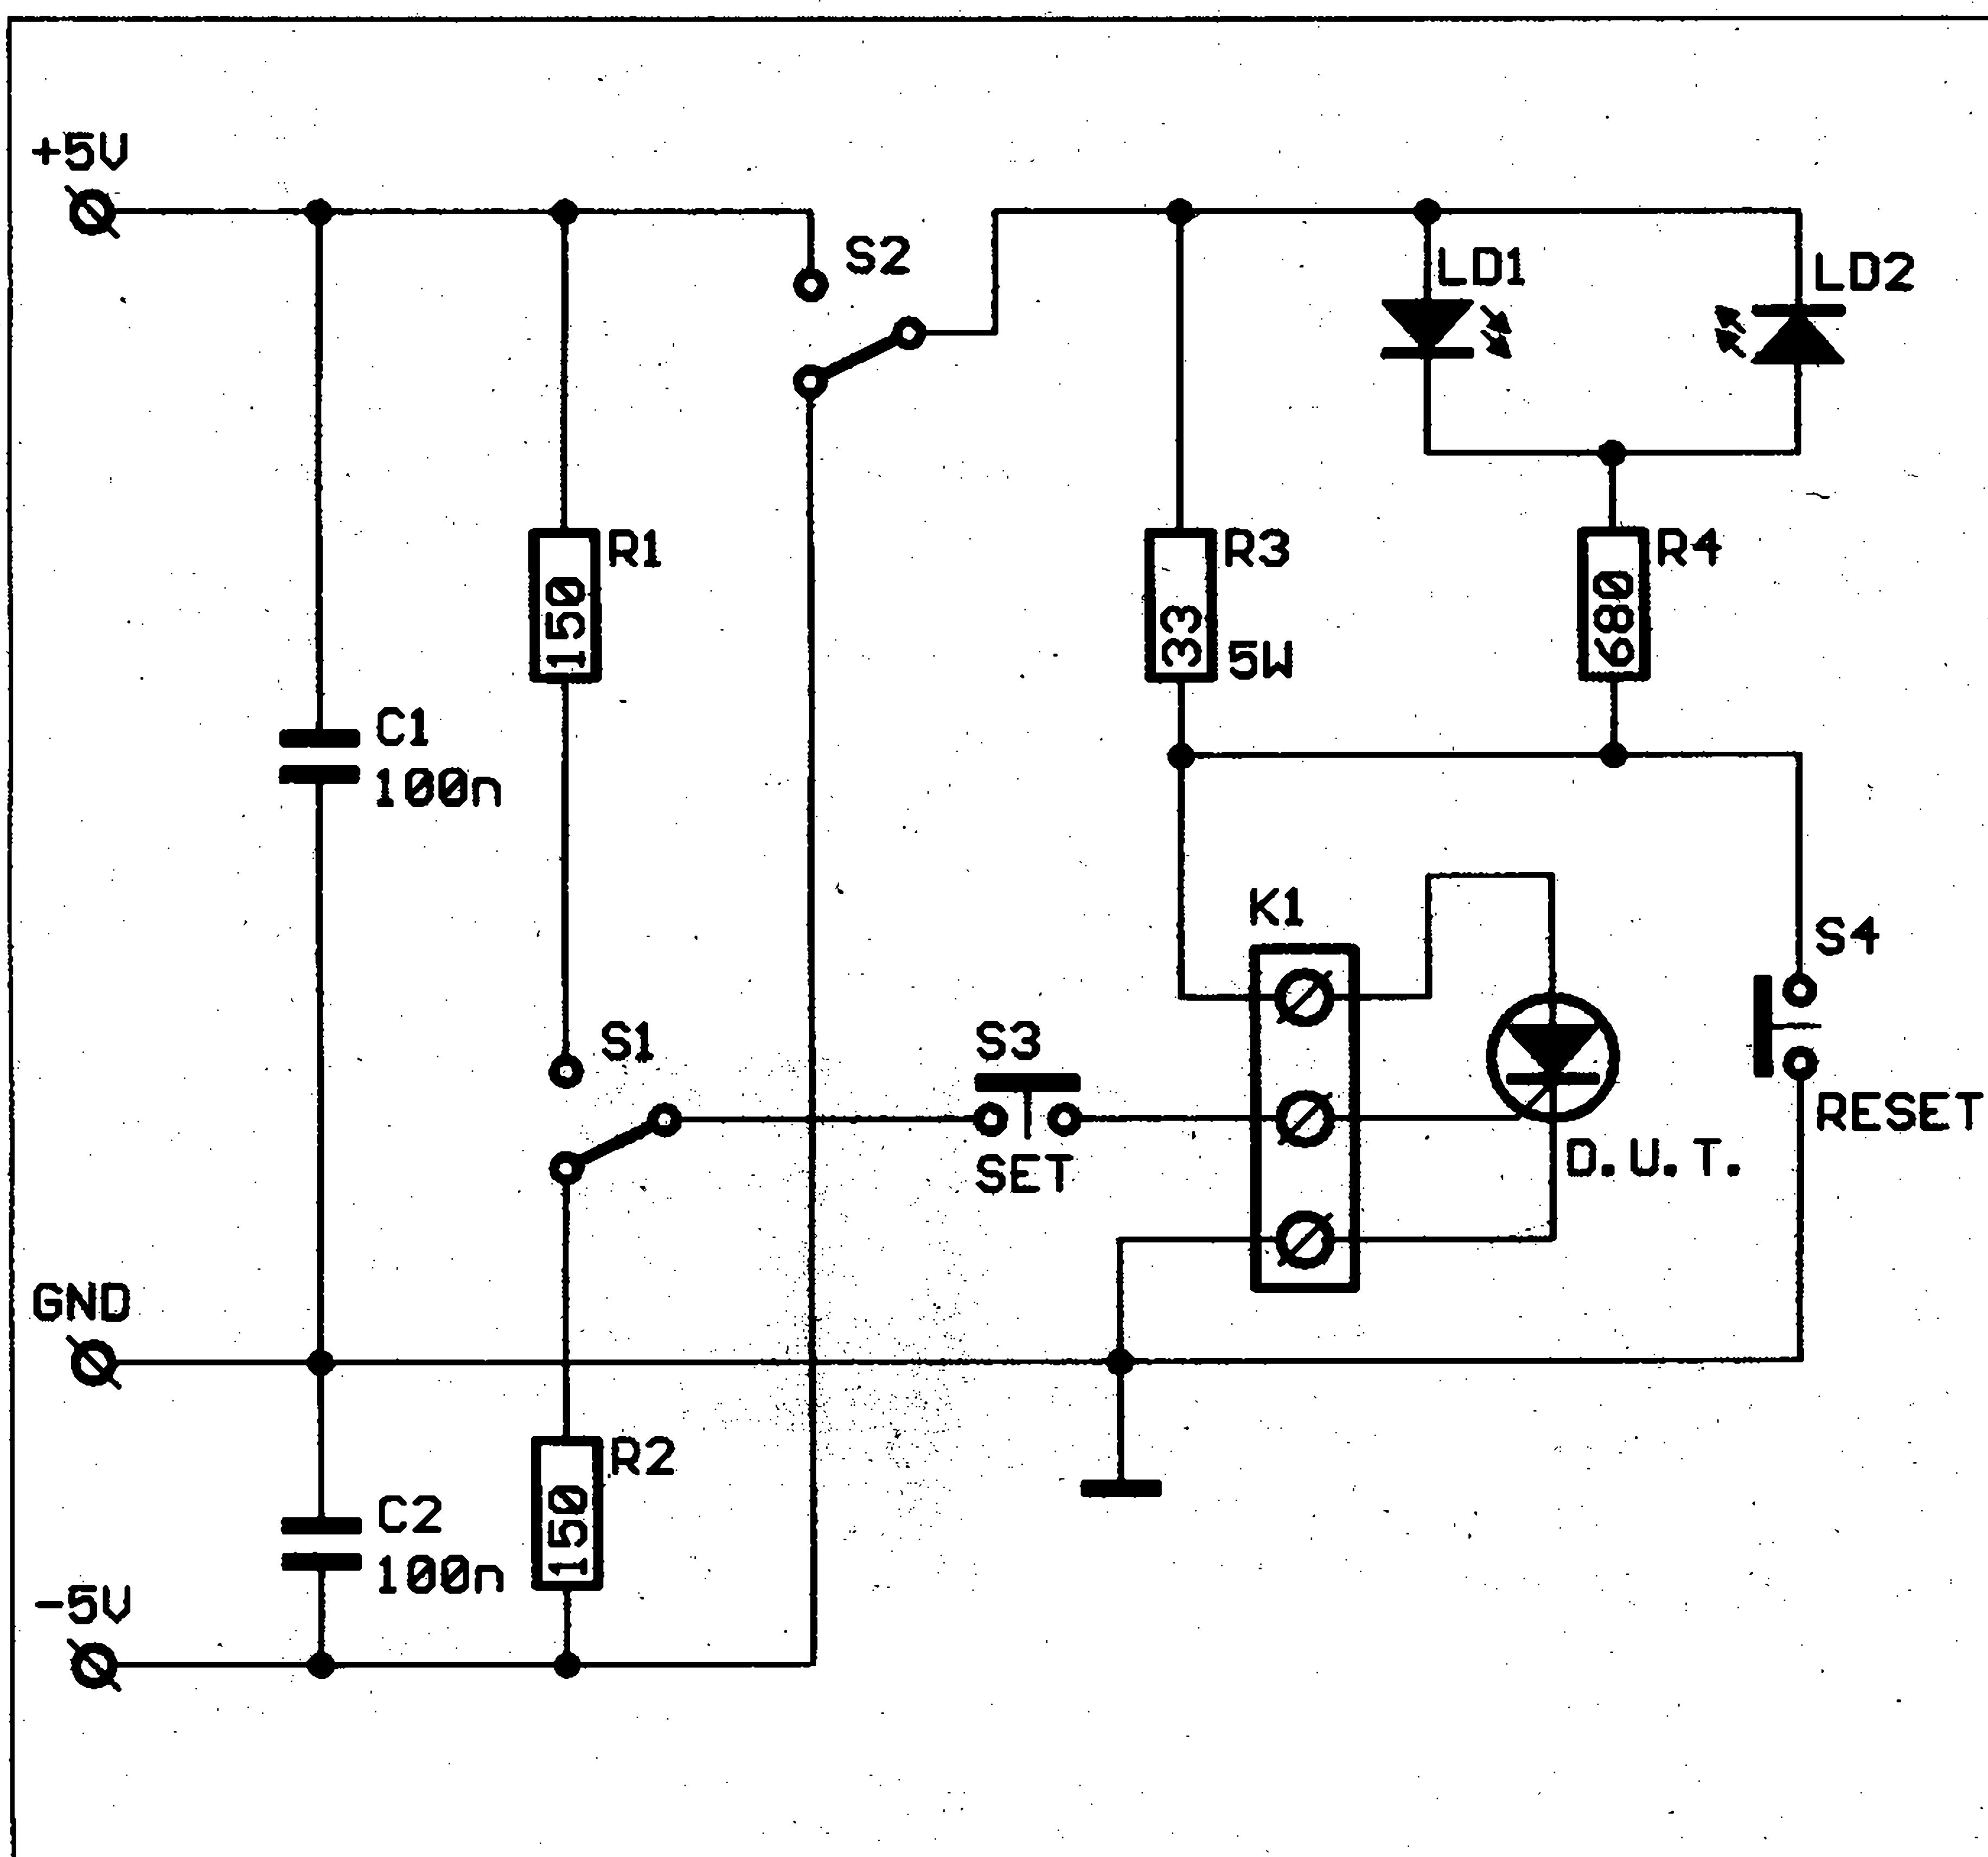 +5V
S2
LD1
LD2
R1
150
R3
33
5W
R4
680
C1
100n
K1
S4
S1
S3
SET
RESET
D.U.T.
GND
R2
150
C2
100n
-5V